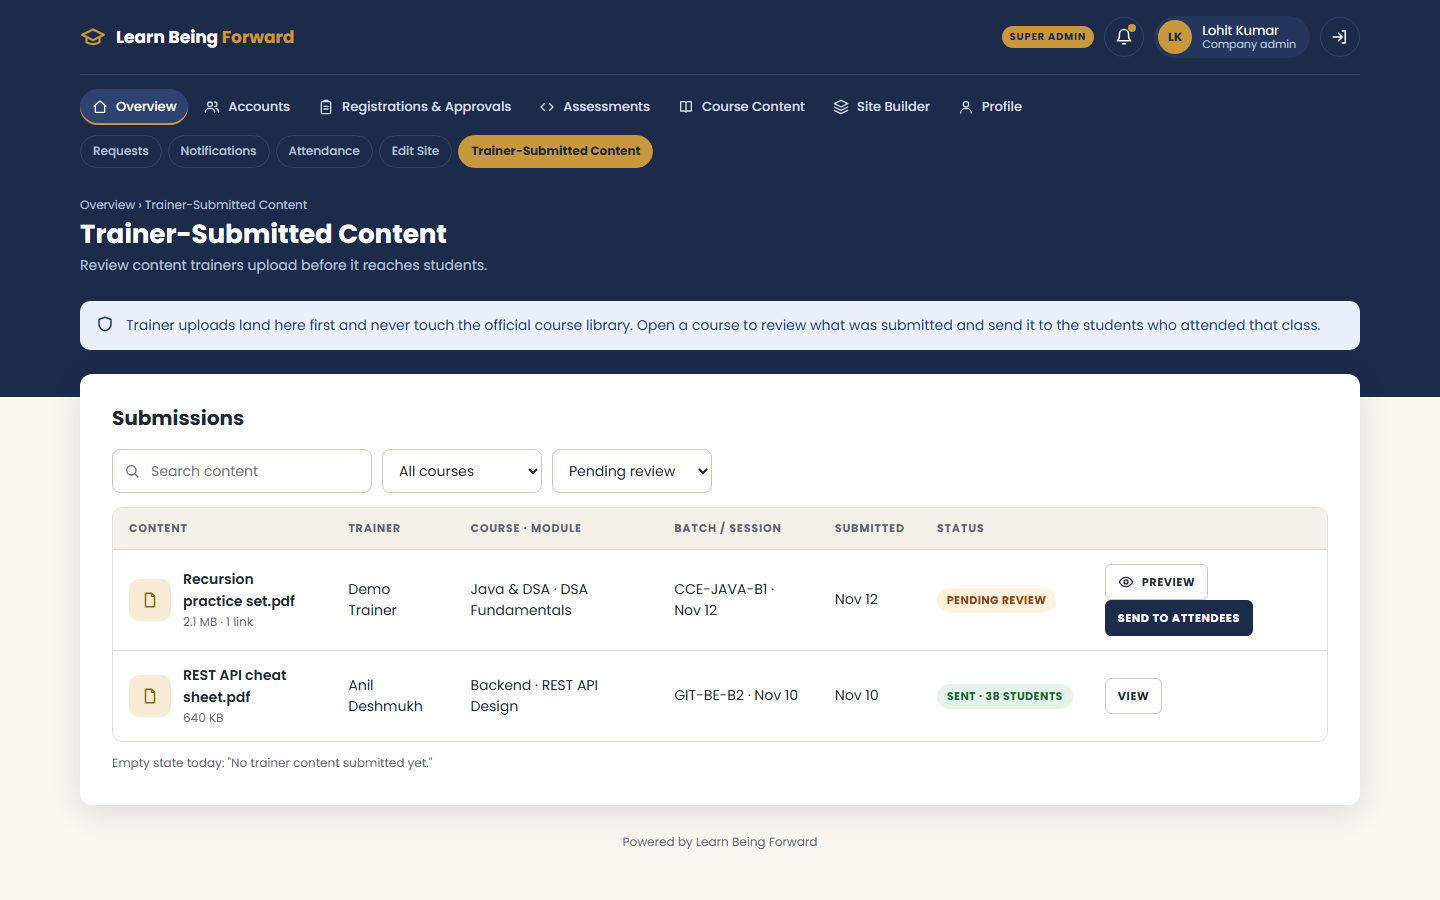 Learn Being Forward
SUPER ADMIN
LK
Lohit Kumar
Company admin
Overview
Accounts
Registrations & Approvals
Assessments
Course Content
Site Builder
Profile
Requests
Notifications
Attendance
Edit Site
Trainer-Submitted Content
Overview › Trainer-Submitted Content
Trainer-Submitted Content
Review content trainers upload before it reaches students.
Trainer uploads land here first and never touch the official course library. Open a course to review what was submitted and send it to the students who attended that class.
Submissions
Search content
All courses
Pending review
CONTENT
TRAINER
COURSE · MODULE
BATCH / SESSION
SUBMITTED
STATUS
Recursion
practice set.pdf
2.1 MB · 1 link
Demo
Trainer
Java & DSA · DSA
Fundamentals
CCE-JAVA-B1 ·
Nov 12
Nov 12
PENDING REVIEW
PREVIEW
SEND TO ATTENDEES
REST API cheat
sheet.pdf
640 KB
Anil
Deshmukh
Backend · REST API
Design
GIT-BE-B2 · Nov 10
Nov 10
SENT · 38 STUDENTS
VIEW
Empty state today: "No trainer content submitted yet."
Powered by Learn Being Forward